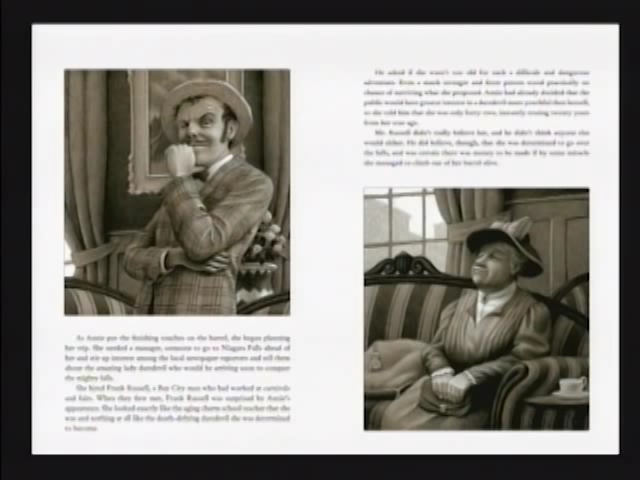 As Annie put the finishing touches on the barrel, she began planning
her trip. She needed a manager, someone to go to Niagara Falls ahead of
her and stir up interest among the local newspaper reporters and tell them
about the amazing lady daredevil who would be arriving soon to conquer
the mighty falls.
She hired Frank Russell, a Bay City man who had worked at carnivals
and fairs. When they first met, Frank Russell was surprised by Annie's
appearance. She looked exactly like the aging charm school teacher that she
was and nothing at all like the death-defying daredevil she was determined
to become.
He asked if she wasn't too old for such a difficult and dangerous
adventure. Even a much stronger and fitter person stood practically no
chance of surviving what she proposed. Annie had already decided that the
public would have greater interest in a daredevil more youthful than herself,
so she told him that she was only forty-two, instantly erasing twenty years
from her true age.
Mr. Russell didn't really believe her, and he didn't think anyone else
would either. He did believe, though, that she was determined to go over
the falls, and was certain there was money to be made if by some miracle
she managed to climb out of her barrel alive.